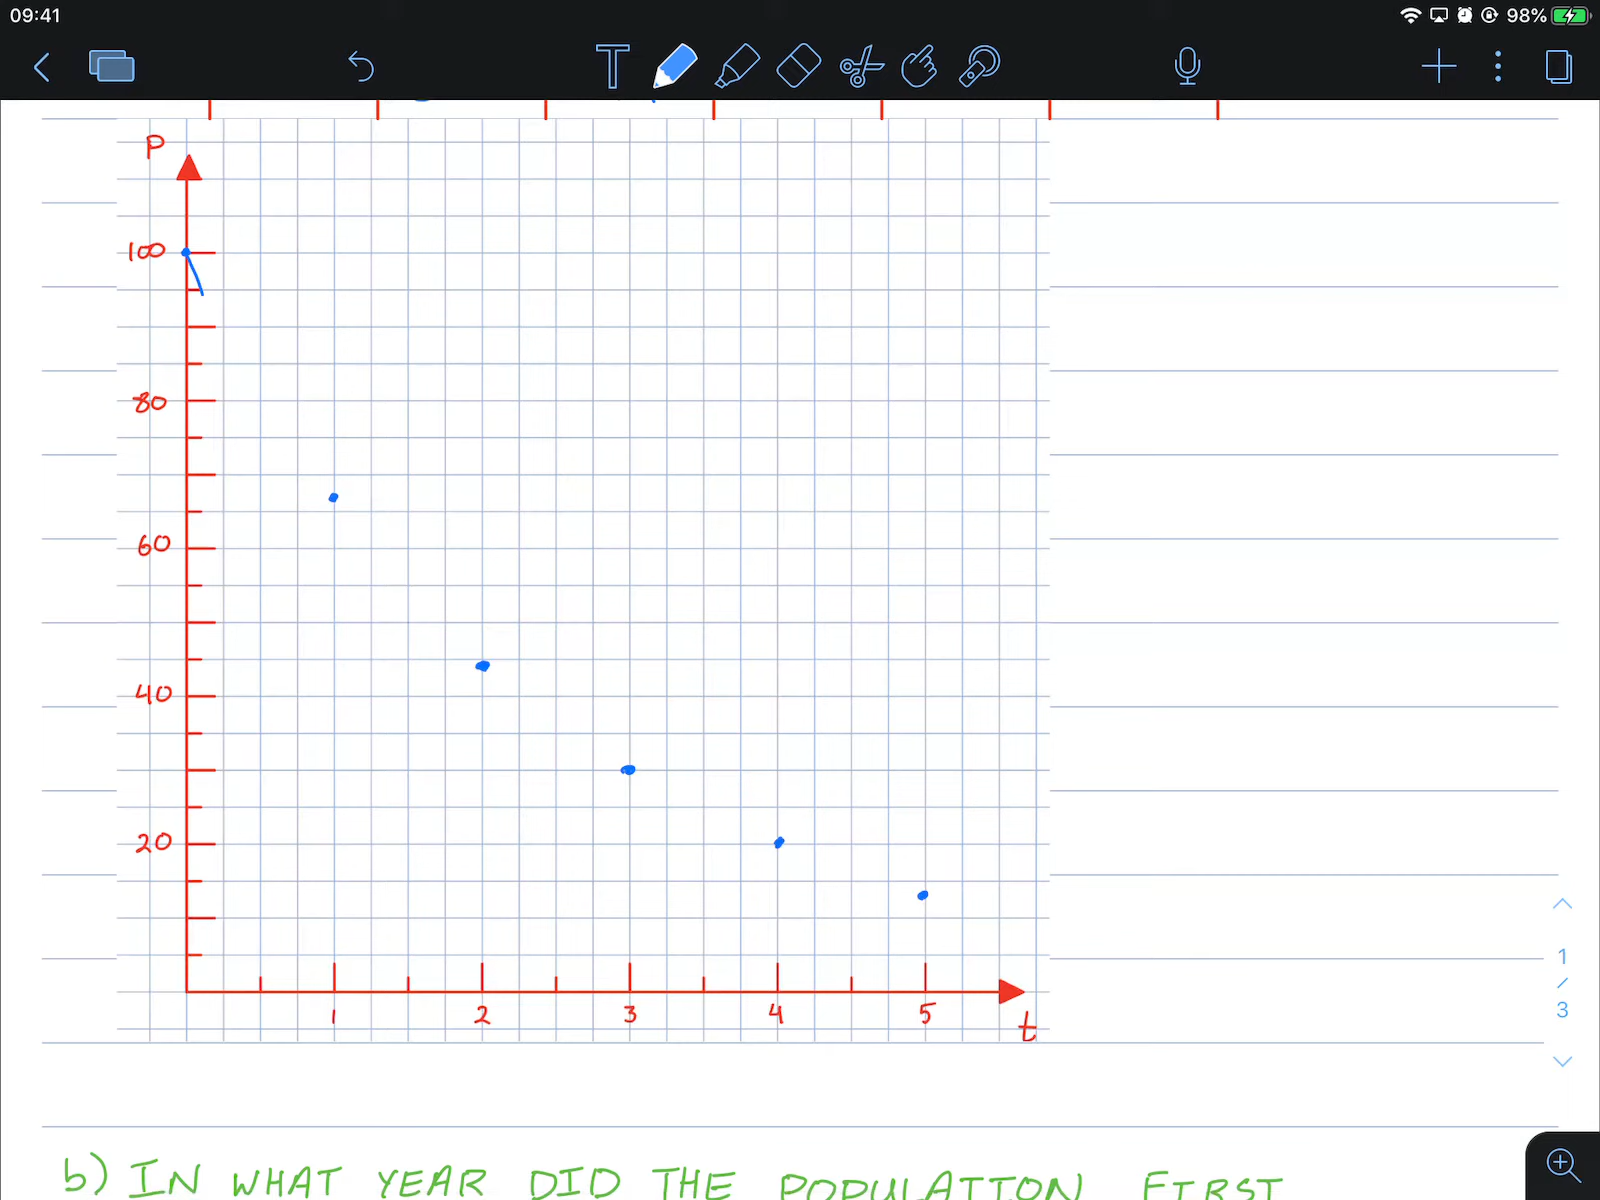 09:41 98%
P
100
80
60
40
20
1 2 3 4 5
t
1
/
3
b) IN WHAT YEAR DID THE POPULATION FIRST